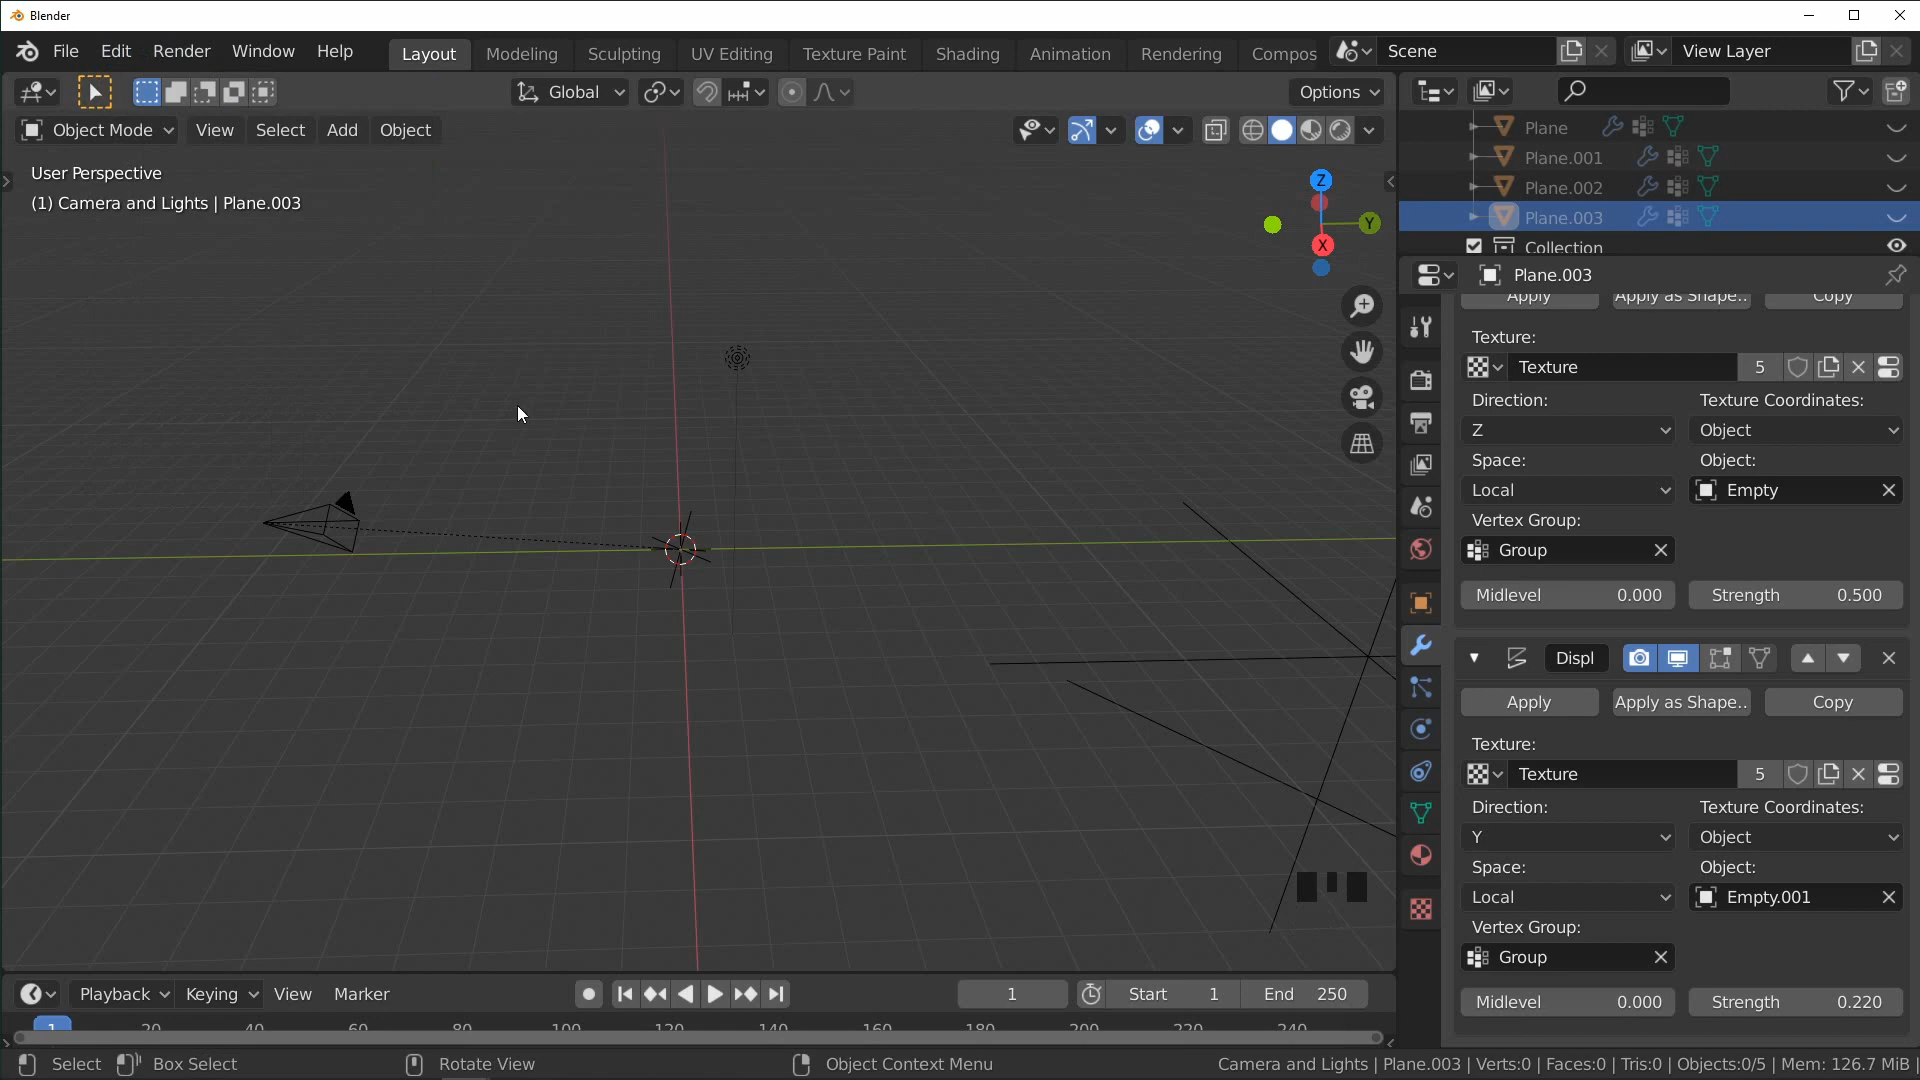 Blender
File Edit Render Window Help Layout Modeling Sculpting UV Editing Texture Paint Shading Animation Rendering Compos Scene View Layer
Global Options
Object Mode View Select Add Object
Plane
Plane.001
Plane.002
Plane.003
Collection
User Perspective
(1) Camera and Lights | Plane.003
Z
Y
X
Plane.003
Apply Apply as Shape.. Copy
Texture:
Texture 5
Direction: Texture Coordinates:
Z Object
Space: Object:
Local Empty
Vertex Group:
Group
Midlevel 0.000 Strength 0.500
Displ
Apply Apply as Shape.. Copy
Texture:
Texture 5
Direction: Texture Coordinates:
Y Object
Space: Object:
Local Empty.001
Vertex Group:
Group
Midlevel 0.000 Strength 0.220
Playback Keying View Marker 1 Start 1 End 250
1 20 40 60 80 100 120 140 160 180 200 220 240
Select Box Select Rotate View Object Context Menu Camera and Lights | Plane.003 | Verts:0 | Faces:0 | Tris:0 | Objects:0/5 | Mem: 126.7 MiB |